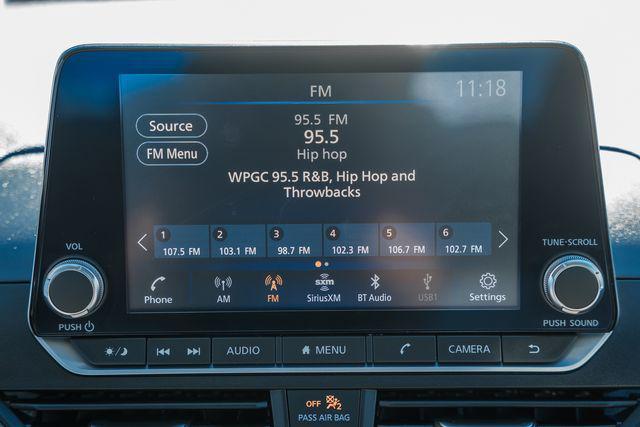 FM
11:18
Source
95.5 FM
95.5
FM Menu
Hip hop
WPGC 95.5 R&B, Hip Hop and
Throwbacks
1 2 3 4 5 6
107.5 FM 103.1 FM 98.7 FM 102.3 FM 106.7 FM 102.7 FM
VOL
TUNE·SCROLL
sxm
Phone AM FM SiriusXM BT Audio USB1 Settings
PUSH
PUSH SOUND
AUDIO MENU CAMERA
OFF 2
PASS AIR BAG